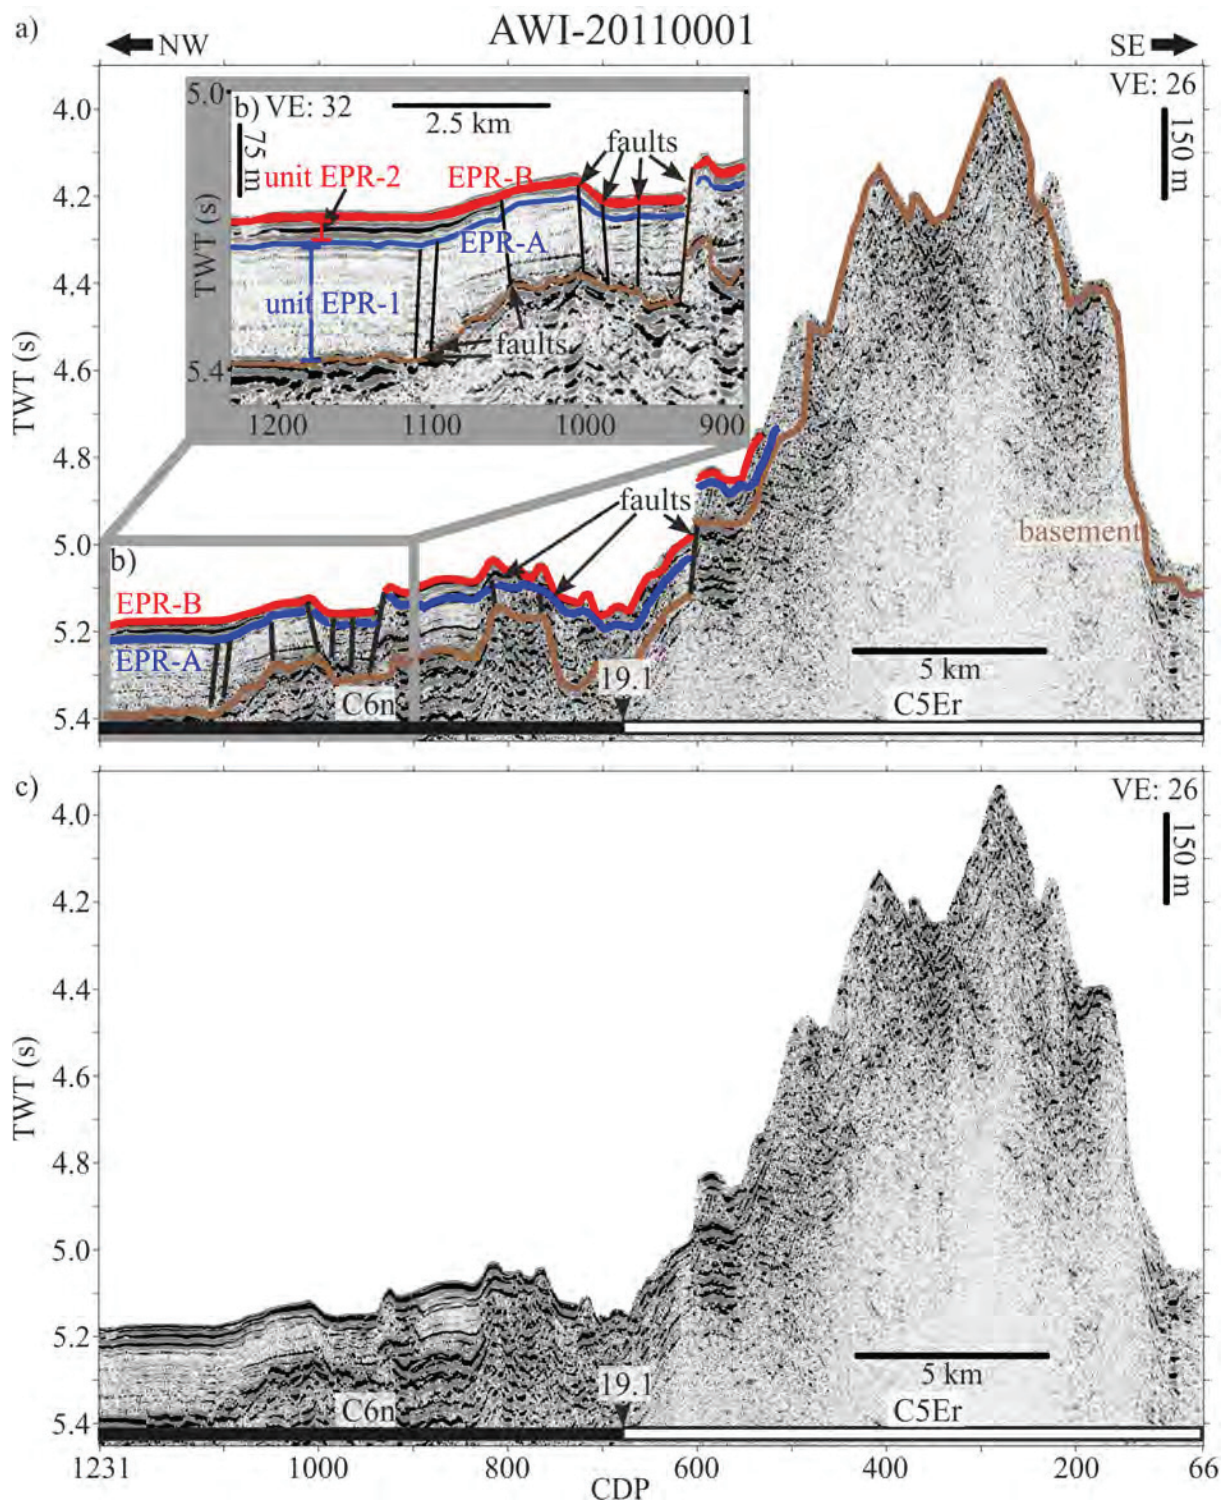 a)
NW
AWI-20110001
SE
VE: 26
150 m
4.0
4.2
4.4
4.6
4.8
5.0
5.2
5.4
TWT (s)
5.0
b) VE: 32
2.5 km
75 m
faults
unit EPR-2
EPR-B
EPR-A
TWT (s)
unit EPR-1
faults
5.4
1200
1100
1000
900
faults
basement
b)
EPR-B
EPR-A
19.1
5 km
C6n
C5Er
c)
VE: 26
150 m
4.0
4.2
4.4
4.6
4.8
5.0
5.2
5.4
TWT (s)
19.1
5 km
C6n
C5Er
1231
1000
800
600
400
200
66
CDP